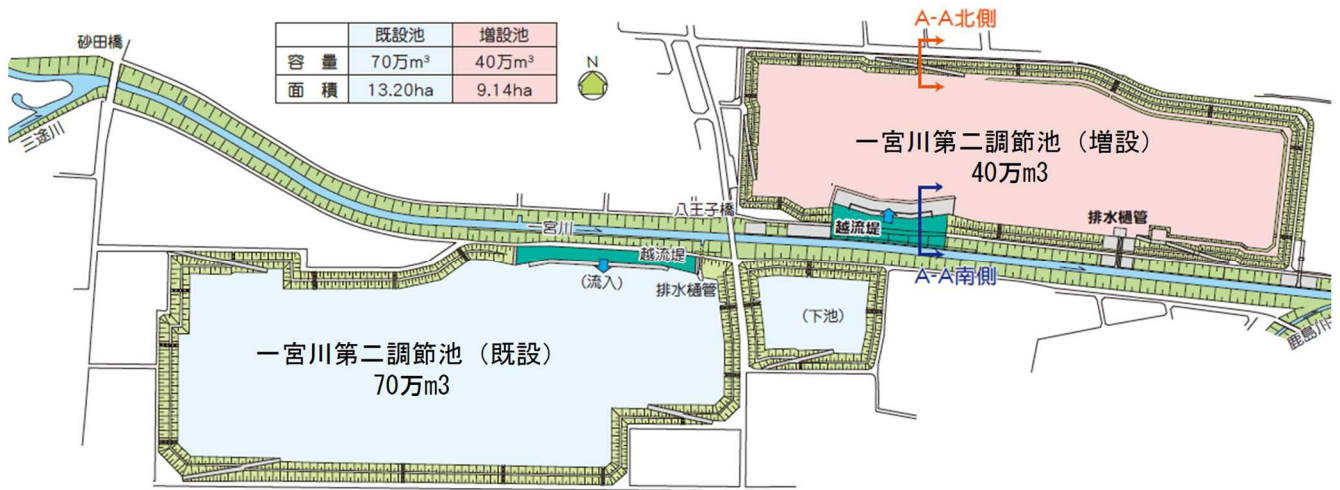 砂田橋
既設池 増設池
容量 70万m³ 40万m³
面積 13.20ha 9.14ha
N
A-A北側
三途川
一宮川第二調節池（増設）
40万m3
八王子橋
一宮川
越流堤
排水樋管
越流堤
(流入)
排水樋管
A-A南側
(下池)
鹿島川
一宮川第二調節池（既設）
70万m3